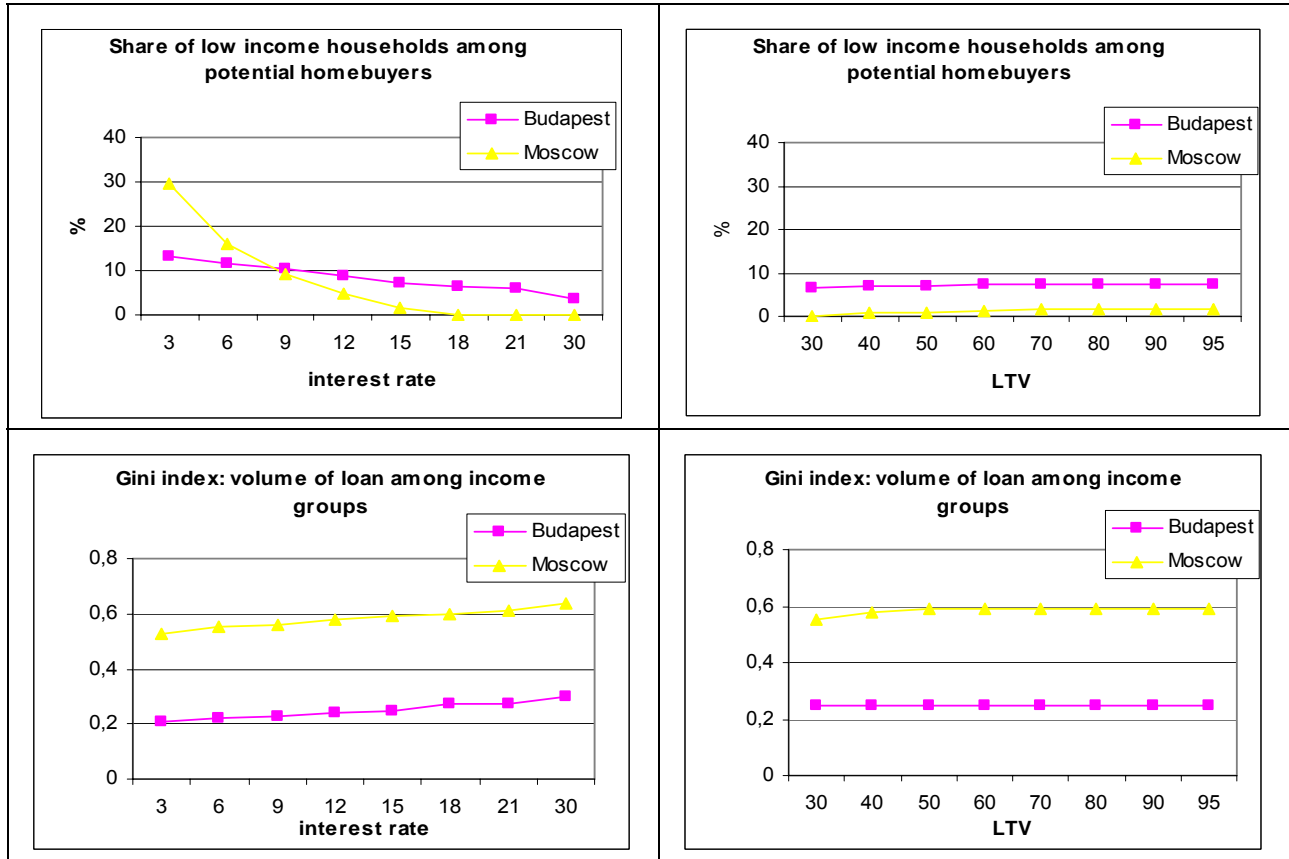 Share of low income households among
potential homebuyers
Budapest
Moscow
40
30
20
10
0
%
3 6 9 12 15 18 21 30
interest rate
Share of low income households among
potential homebuyers
Budapest
Moscow
40
30
20
10
0
%
30 40 50 60 70 80 90 95
LTV
Gini index: volume of loan among income
groups
Budapest
Moscow
0,8
0,6
0,4
0,2
0
3 6 9 12 15 18 21 30
interest rate
Gini index: volume of loan among income
groups
Budapest
Moscow
0,8
0,6
0,4
0,2
0
30 40 50 60 70 80 90 95
LTV